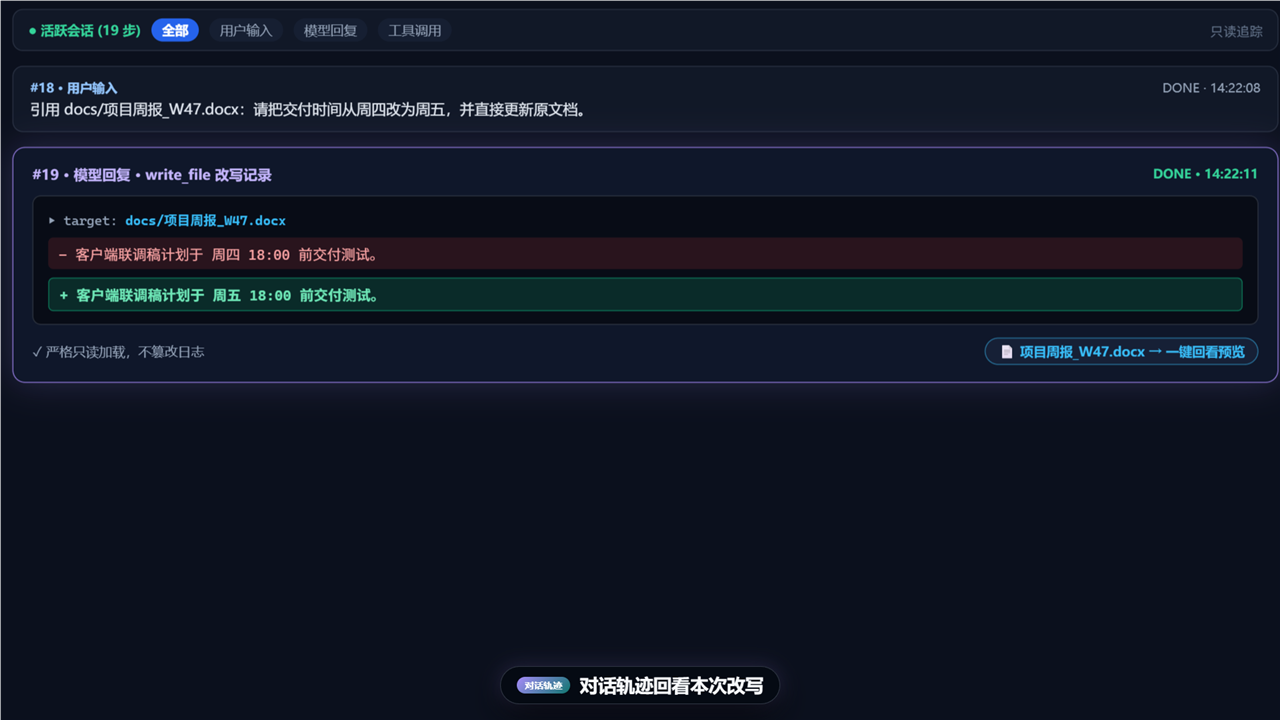 ● 活跃会话 (19 步) 全部 用户输入 模型回复 工具调用 只读追踪
#18 • 用户输入 DONE · 14:22:08
引用 docs/项目周报_W47.docx：请把交付时间从周四改为周五，并直接更新原文档。
#19 • 模型回复 • write_file 改写记录 DONE • 14:22:11
▸ target: docs/项目周报_W47.docx
− 客户端联调稿计划于 周四 18:00 前交付测试。
+ 客户端联调稿计划于 周五 18:00 前交付测试。
✓ 严格只读加载，不篡改日志 项目周报_W47.docx → 一键回看预览
对话轨迹 对话轨迹回看本次改写